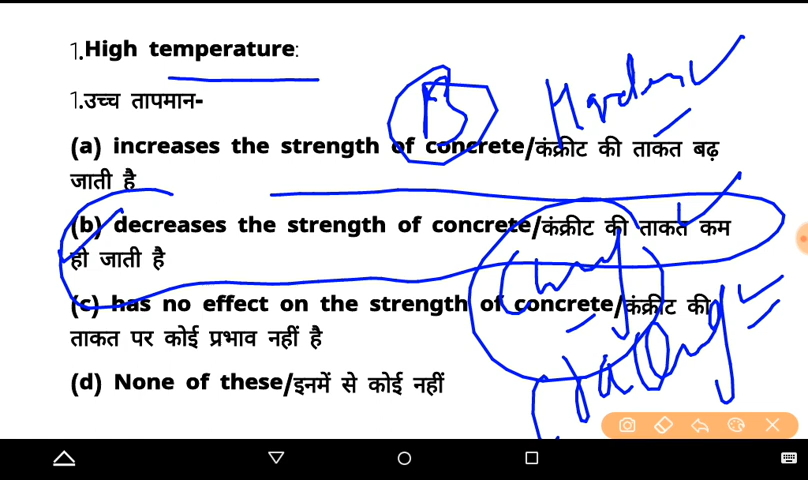 1.High temperature:
1.उच्च तापमान-
B
Harden
(a) increases the strength of concrete/कंक्रीट की ताकत बढ़
जाती है
(b) decreases the strength of concrete/कंक्रीट की ताकत कम
हो जाती है
(c) has no effect on the strength of concrete/कंक्रीट की
ताकत पर कोई प्रभाव नहीं है
(d) None of these/इनमें से कोई नहीं